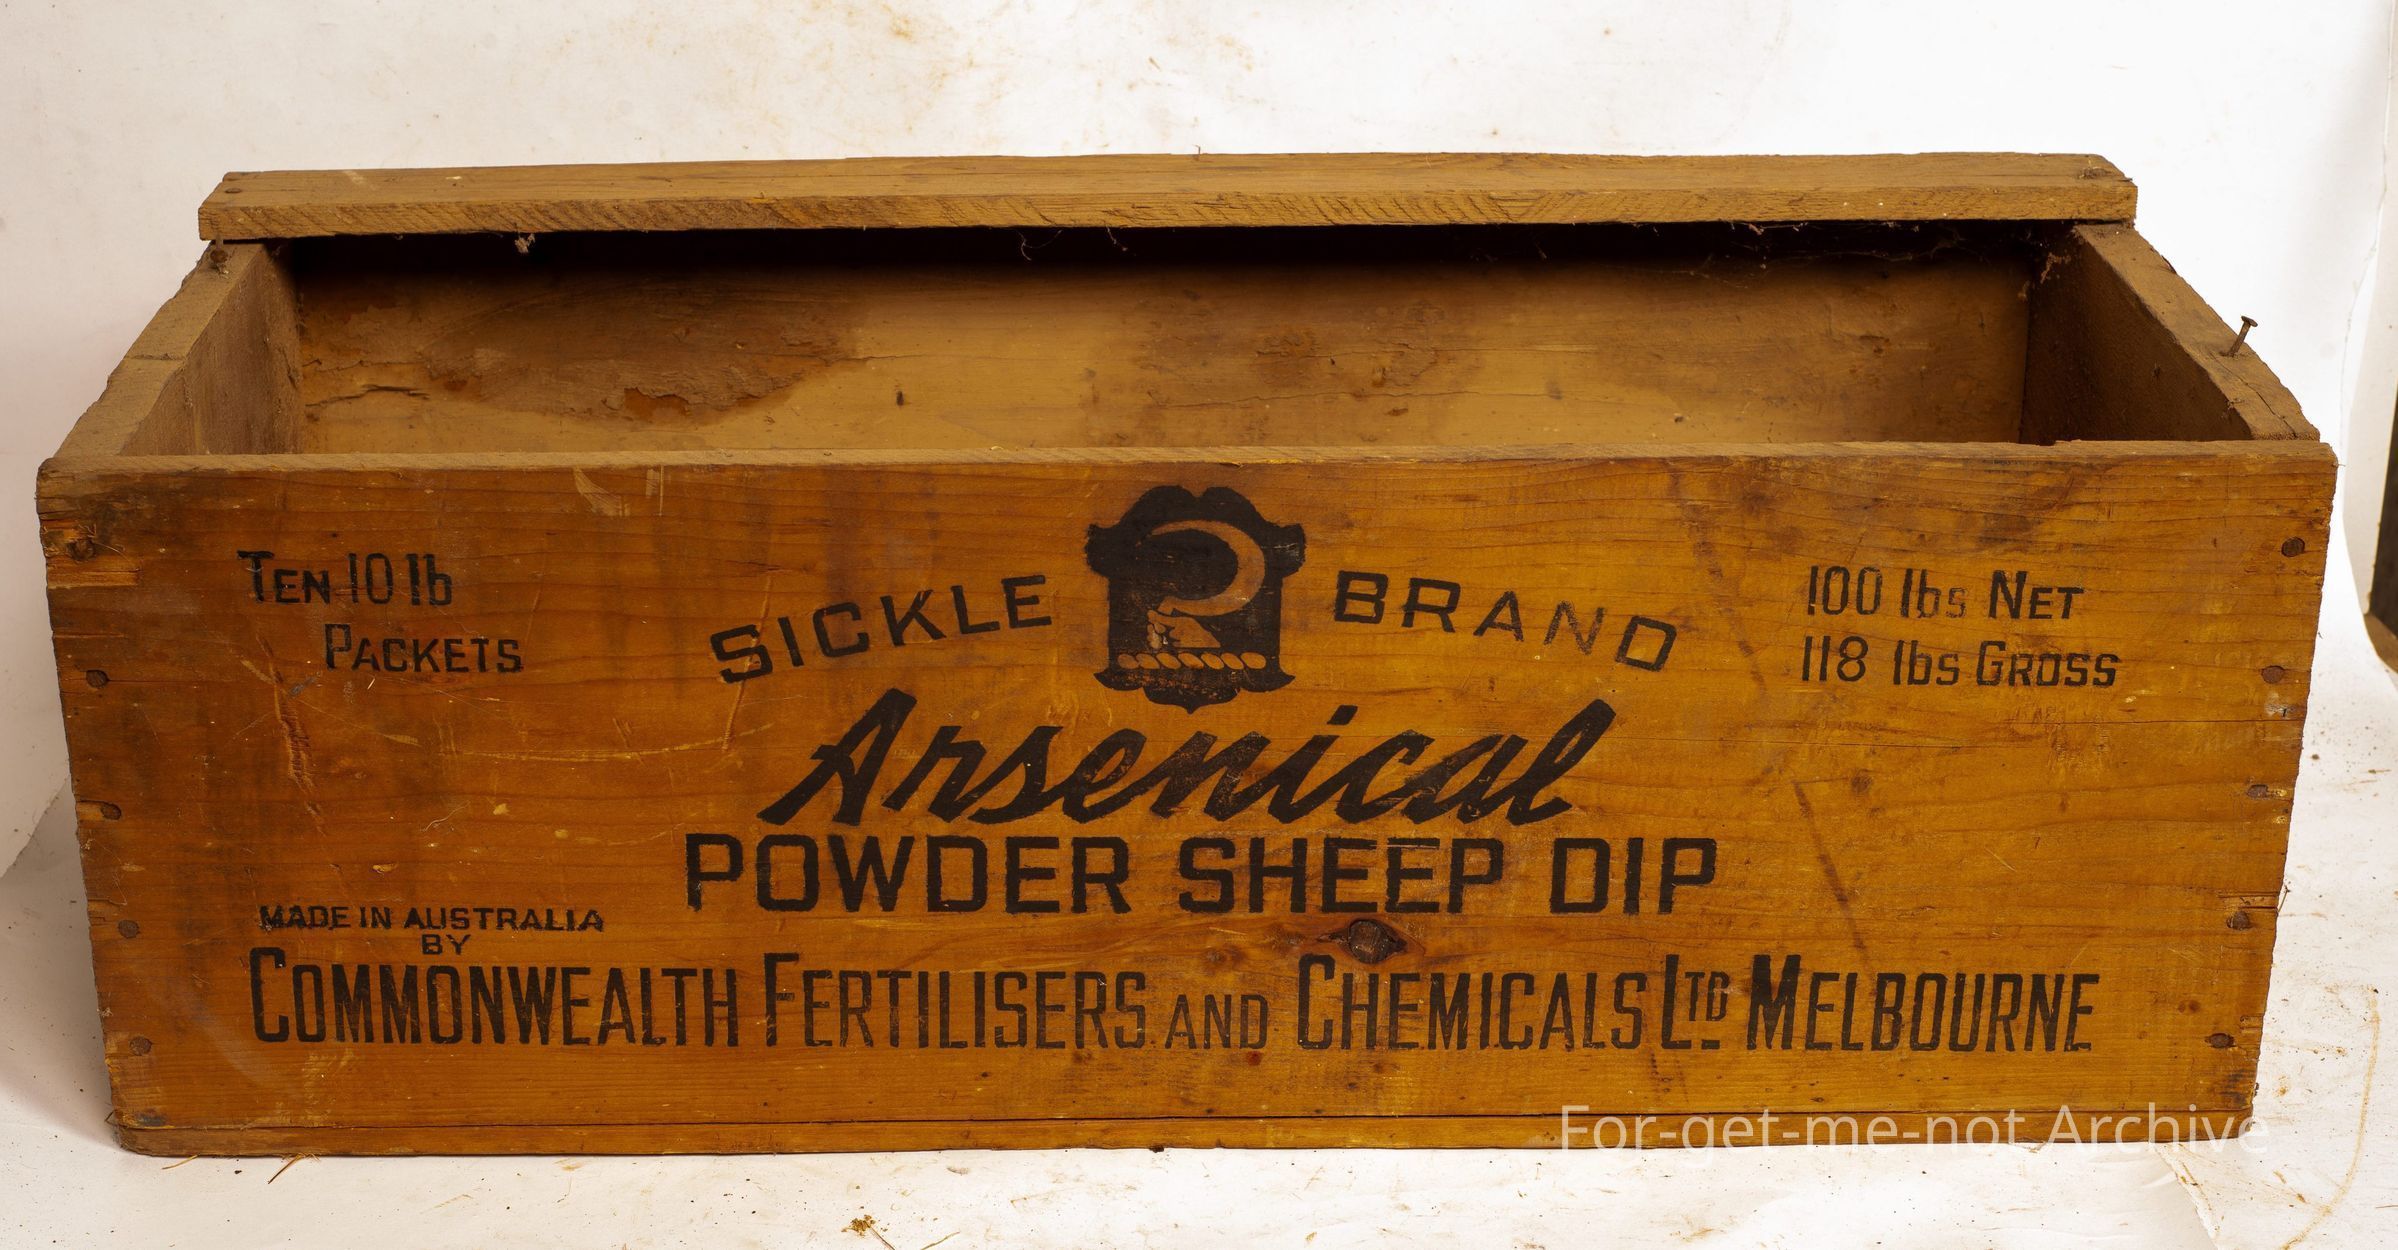 TEN 10 lb
PACKETS
SICKLE BRAND
100 lbs NET
118 lbs GROSS
Arsenical
POWDER SHEEP DIP
MADE IN AUSTRALIA
BY
COMMONWEALTH FERTILISERS AND CHEMICALS LTD MELBOURNE
For-get-me-not Archive